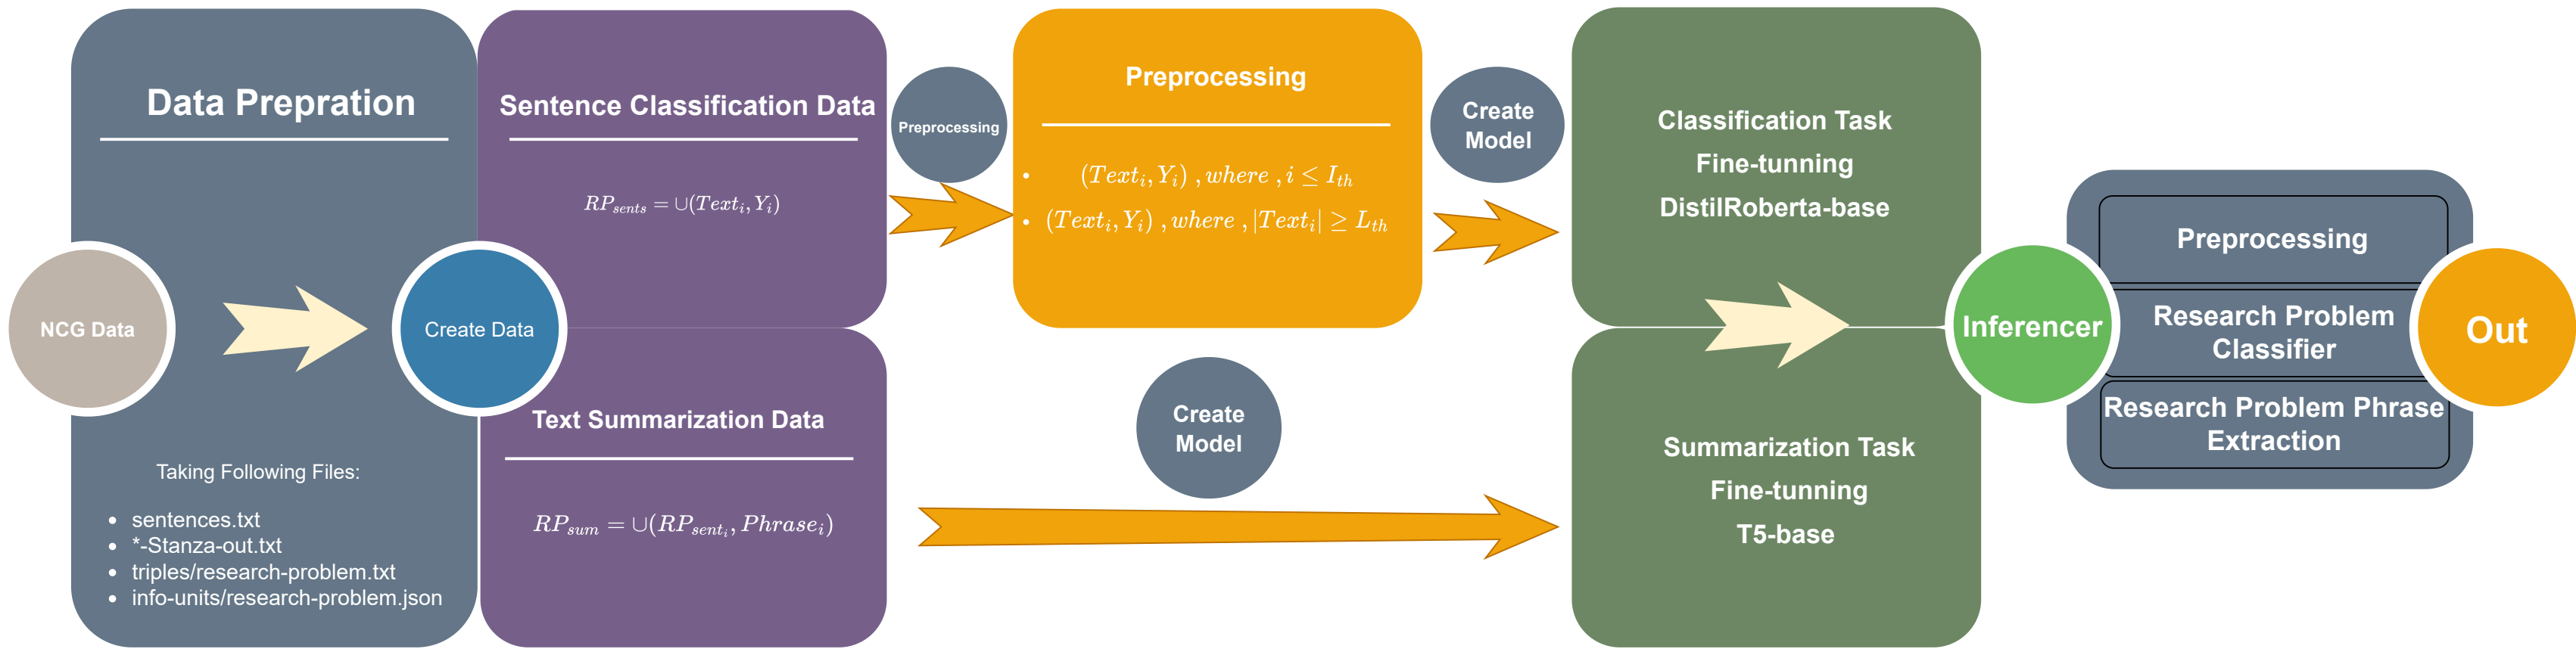 Data Prepration
NCG Data
Taking Following Files:
• sentences.txt
• *-Stanza-out.txt
• triples/research-problem.txt
• info-units/research-problem.json
Create Data
Sentence Classification Data
RP_sents = ∪(Text_i, Y_i)
Text Summarization Data
RP_sum = ∪(RP_sent_i, Phrase_i)
Preprocessing
Preprocessing
• (Text_i, Y_i) , where , i ≤ I_th
• (Text_i, Y_i) , where , |Text_i| ≥ L_th
Create
Model
Create
Model
Classification Task
Fine-tunning
DistilRoberta-base
Summarization Task
Fine-tunning
T5-base
Inferencer
Preprocessing
Research Problem
Classifier
Research Problem Phrase
Extraction
Out